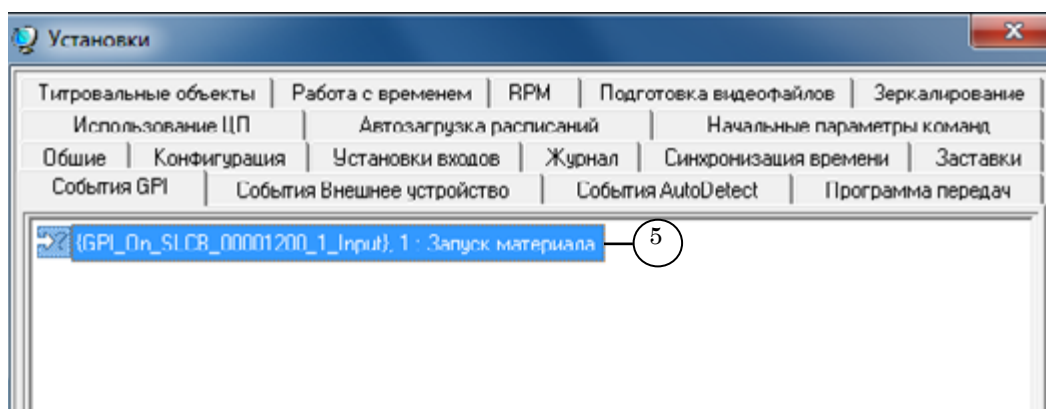 Установки
Титровальные объекты Работа с временем RPM Подготовка видеофайлов Зеркалирование
Использование ЦП Автозагрузка расписаний Начальные параметры команд
Общие Конфигурация Установки входов Журнал Синхронизация времени Заставки
События GPI События Внешнее устройство События AutoDetect Программа передач
{GPI_On_SLCB_00001200_1_Input}, 1 : Запуск материала 5